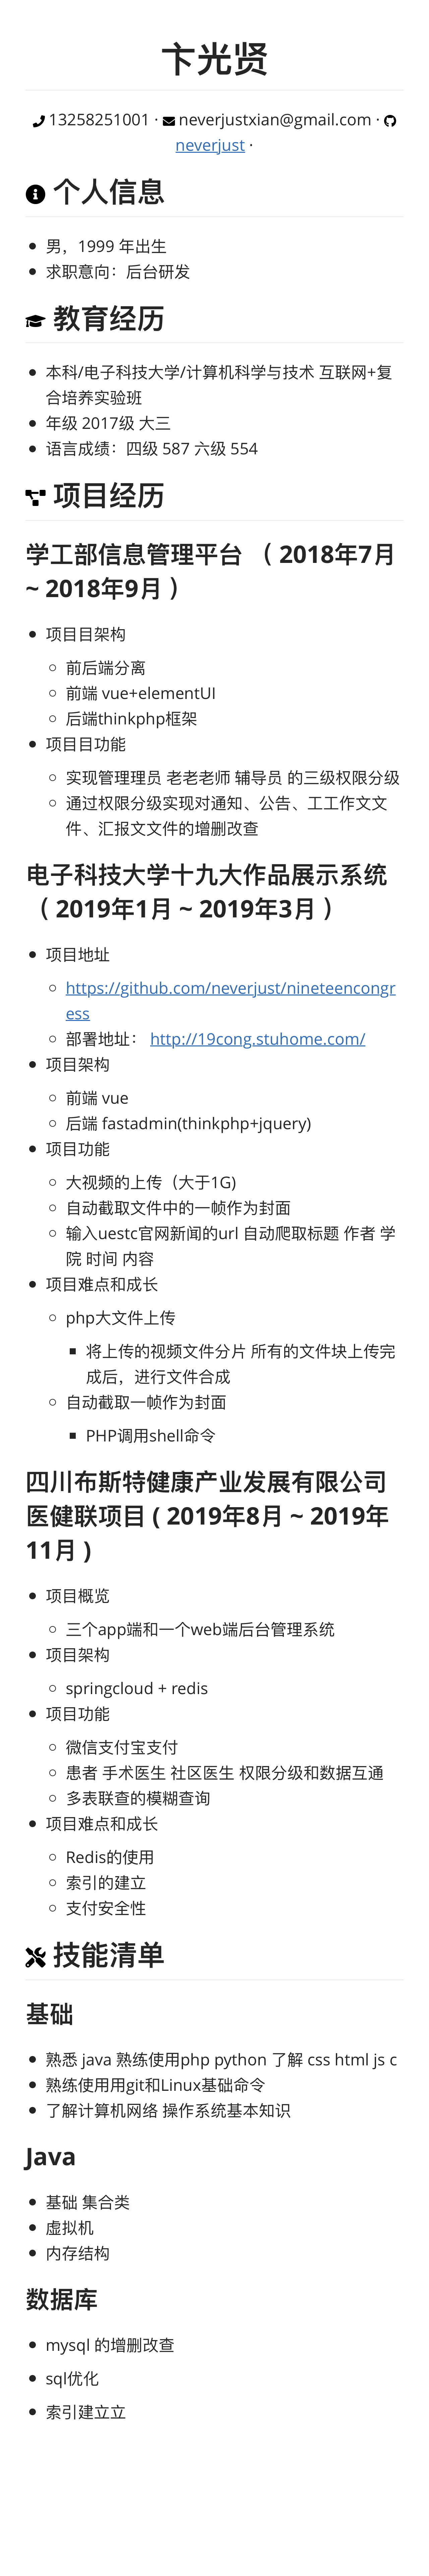 卞光贤
13258251001 · neverjustxian@gmail.com ·
neverjust ·
个人信息
男，1999 年出生
求职意向：后台研发
教育经历
本科/电子科技大学/计算机科学与技术 互联网+复
合培养实验班
年级 2017级 大三
语言成绩：四级 587 六级 554
项目经历
学工部信息管理平台 （ 2018年7月
~ 2018年9月 ）
项目目架构
前后端分离
前端 vue+elementUI
后端thinkphp框架
项目目功能
实现管理理员 老老老师 辅导员 的三级权限分级
通过权限分级实现对通知、公告、工工作文文
件、汇报文文件的增删改查
电子科技大学十九大作品展示系统
（ 2019年1月 ~ 2019年3月 ）
项目地址
https://github.com/neverjust/nineteencongr
ess
部署地址： http://19cong.stuhome.com/
项目架构
前端 vue
后端 fastadmin(thinkphp+jquery)
项目功能
大视频的上传（大于1G)
自动截取文件中的一帧作为封面
输入uestc官网新闻的url 自动爬取标题 作者 学
院 时间 内容
项目难点和成长
php大文件上传
将上传的视频文件分片 所有的文件块上传完
成后，进行文件合成
自动截取一帧作为封面
PHP调用shell命令
四川布斯特健康产业发展有限公司
医健联项目 ( 2019年8月 ~ 2019年
11月 )
项目概览
三个app端和一个web端后台管理系统
项目架构
springcloud + redis
项目功能
微信支付宝支付
患者 手术医生 社区医生 权限分级和数据互通
多表联查的模糊查询
项目难点和成长
Redis的使用
索引的建立
支付安全性
技能清单
基础
熟悉 java 熟练使用php python 了解 css html js c
熟练使用用git和Linux基础命令
了解计算机网络 操作系统基本知识
Java
基础 集合类
虚拟机
内存结构
数据库
mysql 的增删改查
sql优化
索引建立立